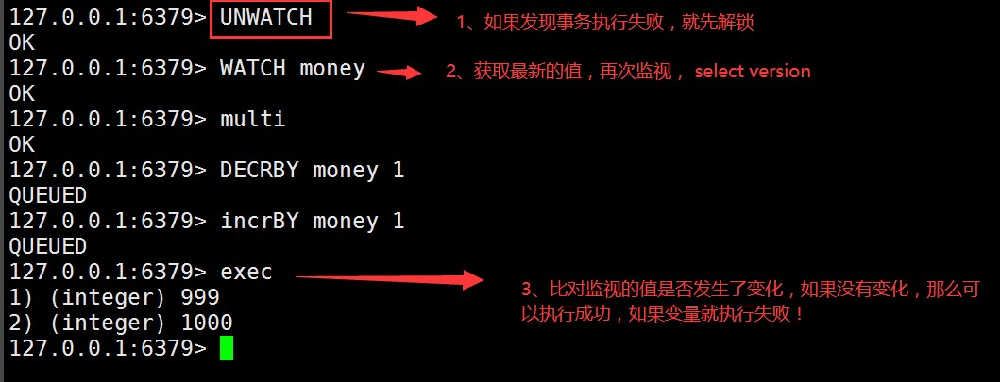 127.0.0.1:6379> UNWATCH 1、如果发现事务执行失败，就先解锁
OK
127.0.0.1:6379> WATCH money 2、获取最新的值，再次监视， select version
OK
127.0.0.1:6379> multi
OK
127.0.0.1:6379> DECRBY money 1
QUEUED
127.0.0.1:6379> incrBY money 1
QUEUED
127.0.0.1:6379> exec
1) (integer) 999
2) (integer) 1000
127.0.0.1:6379>
3、比对监视的值是否发生了变化，如果没有变化，那么可
以执行成功，如果变量就执行失败！